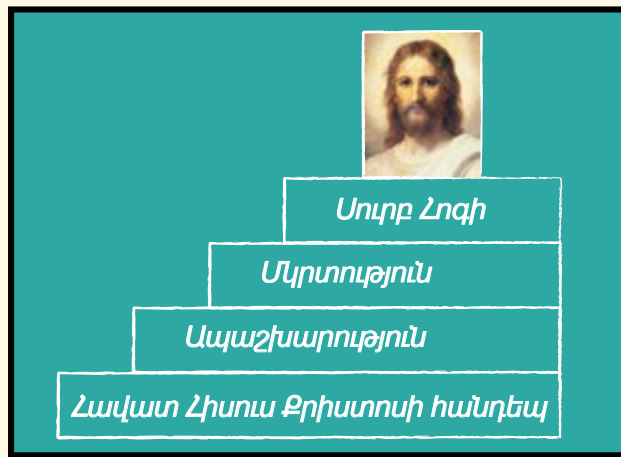 Սուրբ Հոգի
Մկրտություն
Ապաշխարություն
Հավատ Հիսուս Քրիստոսի հանդեպ